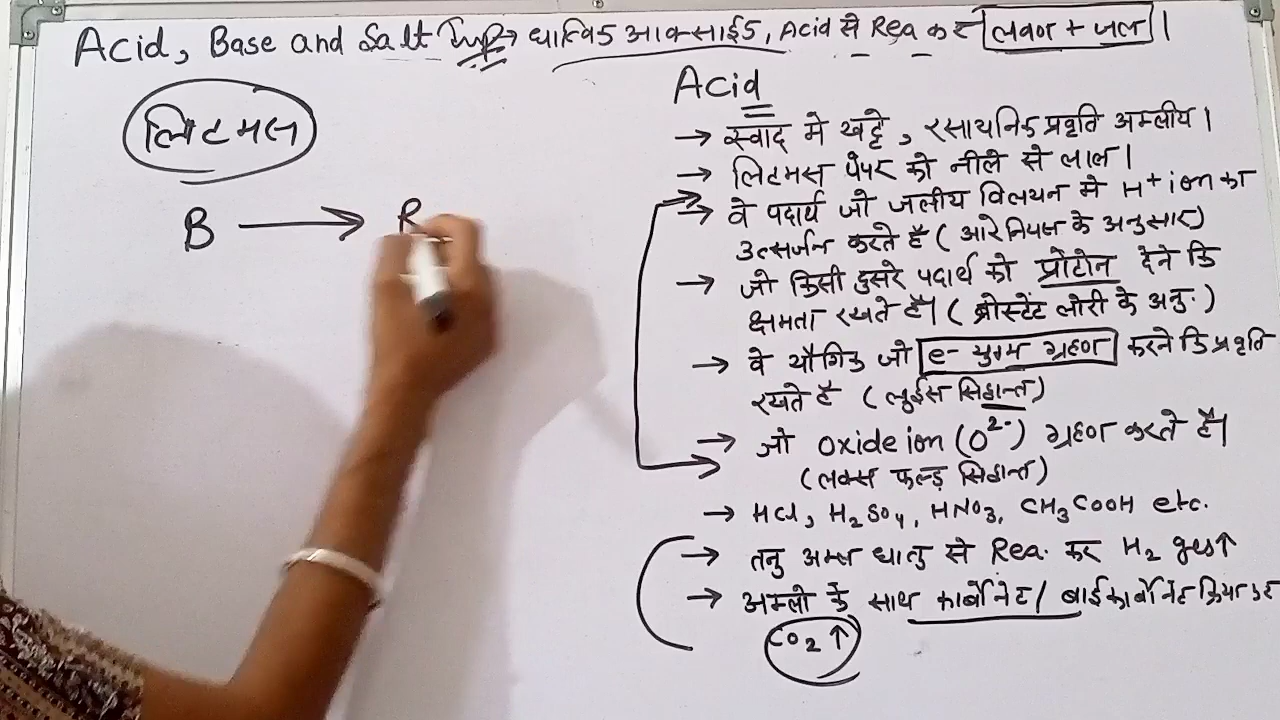 Acid, Base and Salt Imp→ धात्विक आक्साईड, Acid से Rea कर लवण + जल।
लिटमस
B → R
Acid
→ स्वाद में खट्टे, रसायनिक प्रवृति अम्लीय।
→ लिटमस पेपर को नीले से लाल।
→ वे पदार्थ जो जलीय विलयन मे H+ ion का
उत्सर्जन करते है (आरेनियस के अनुसार)
→ जो किसी दुसरे पदार्थ को प्रोटोन देने कि
क्षमता रखते है। (ब्रोस्टेंट लोरी के अनु.)
→ वे यौगिक जो e- युग्म ग्रहण करने कि प्रवृति
रखते है (लुईस सिद्धान्त)
→ जो oxide ion (O²⁻) ग्रहण करते है।
(लक्स फ्लड सिद्धान्त)
→ HCl, H₂SO₄, HNO₃, CH₃COOH etc.
→ तनु अम्ल धातु से Rea. कर H₂ ges↑
→ अम्लो के साथ कार्बोनेट / बाईकार्बोनेट क्रिया कर
CO₂↑